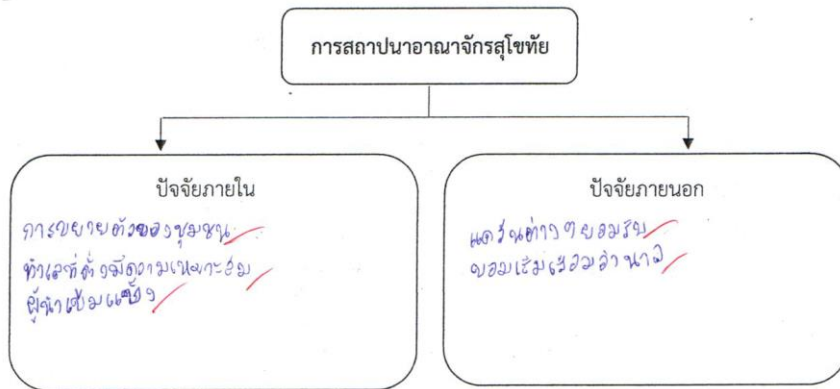 การสถาปนาอาณาจักรสุโขทัย
ปัจจัยภายใน
การขยายตัวของชุมชน
ทำเลที่ตั้งมีความเหมาะสม
ผู้นำเข้มแข็ง
ปัจจัยภายนอก
แคว้นต่างๆยอมรับ
ขอมเริ่มเสื่อมอำนาจ